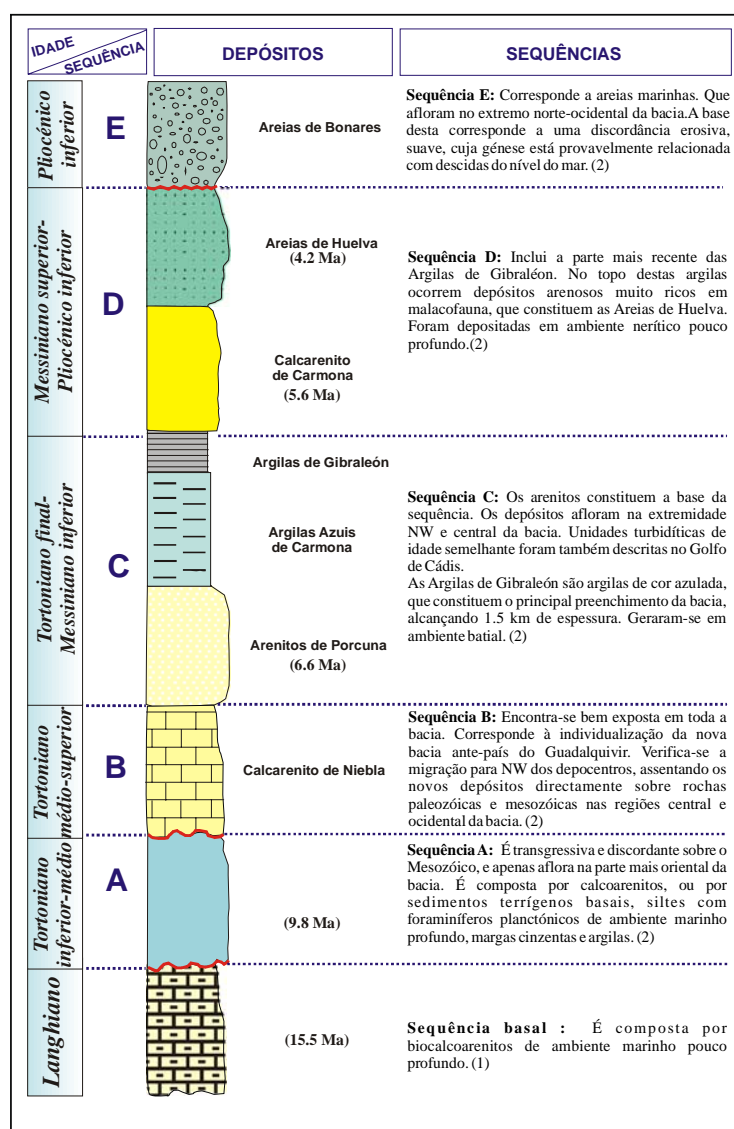 IDADE
SEQUÊNCIA
DEPÓSITOS
SEQUÊNCIAS
Pliocénico
inferior
E
Areias de Bonares
Sequência E: Corresponde a areias marinhas. Que
afloram no extremo norte-ocidental da bacia.A base
desta corresponde a uma discordância erosiva,
suave, cuja génese está provavelmente relacionada
com descidas do nível do mar. (2)
Messiniano superior-
Pliocénico inferior
D
Areias de Huelva
(4.2 Ma)
Calcarenito
de Carmona
(5.6 Ma)
Sequência D: Inclui a parte mais recente das
Argilas de Gibraléon. No topo destas argilas
ocorrem depósitos arenosos muito ricos em
malacofauna, que constituem as Areias de Huelva.
Foram depositadas em ambiente nerítico pouco
profundo.(2)
Tortoniano final-
Messiniano inferior
C
Argilas de Gibraleón
Argilas Azuis
de Carmona
Arenitos de Porcuna
(6.6 Ma)
Sequência C: Os arenitos constituem a base da
sequência. Os depósitos afloram na extremidade
NW e central da bacia. Unidades turbidíticas de
idade semelhante foram também descritas no Golfo
de Cádis.
As Argilas de Gibraleón são argilas de cor azulada,
que constituem o principal preenchimento da bacia,
alcançando 1.5 km de espessura. Geraram-se em
ambiente batial. (2)
Tortoniano
médio-superior
B
Calcarenito de Niebla
Sequência B: Encontra-se bem exposta em toda a
bacia. Corresponde à individualização da nova
bacia ante-país do Guadalquivir. Verifica-se a
migração para NW dos depocentros, assentando os
novos depósitos directamente sobre rochas
paleozóicas e mesozóicas nas regiões central e
ocidental da bacia. (2)
Tortoniano
inferior-médio
A
(9.8 Ma)
Sequência A: É transgressiva e discordante sobre o
Mesozóico, e apenas aflora na parte mais oriental da
bacia. É composta por calcoarenitos, ou por
sedimentos terrígenos basais, siltes com
foraminíferos planctónicos de ambiente marinho
profundo, margas cinzentas e argilas. (2)
Langhiano
(15.5 Ma)
Sequência basal : É composta por
biocalcoarenitos de ambiente marinho pouco
profundo. (1)